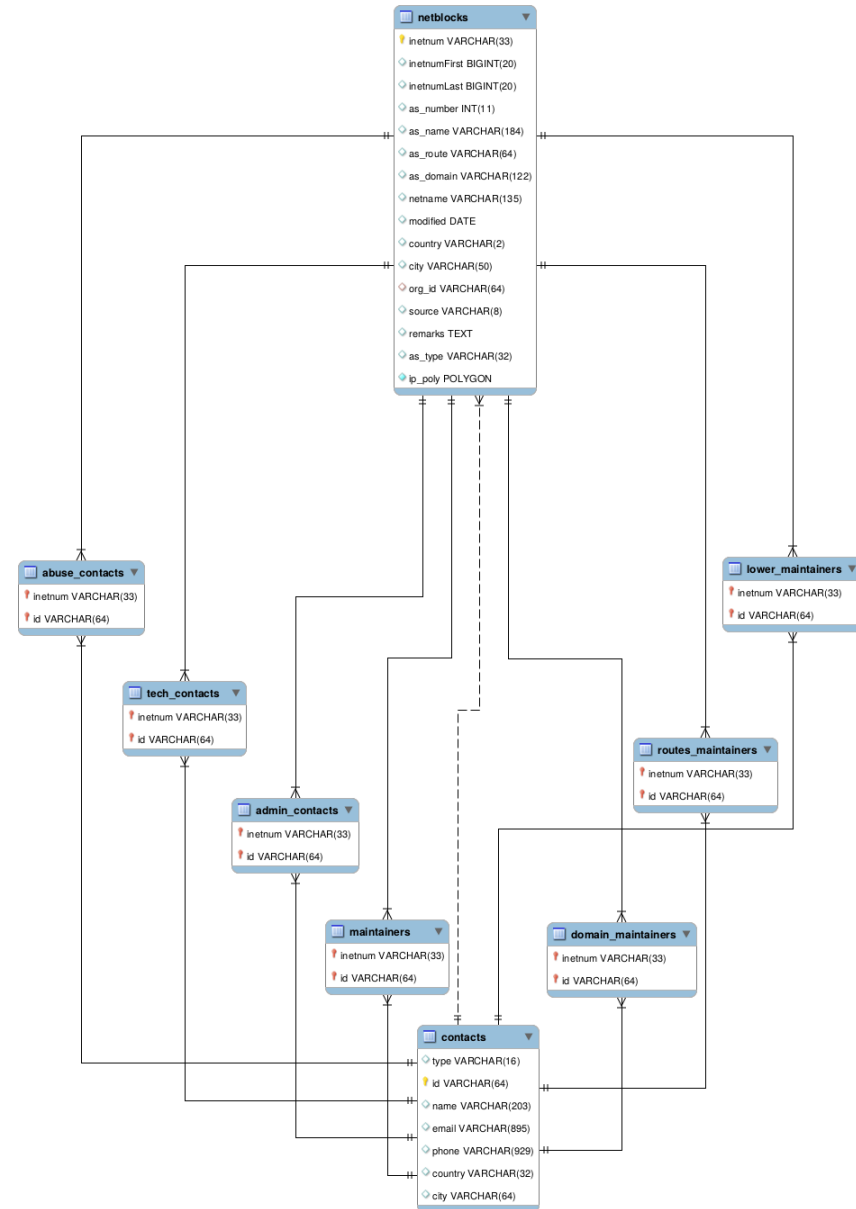 netblocks
inetnum VARCHAR(33)
inetnumFirst BIGINT(20)
inetnumLast BIGINT(20)
as_number INT(11)
as_name VARCHAR(184)
as_route VARCHAR(64)
as_domain VARCHAR(122)
netname VARCHAR(135)
modified DATE
country VARCHAR(2)
city VARCHAR(50)
org_id VARCHAR(64)
source VARCHAR(8)
remarks TEXT
as_type VARCHAR(32)
ip_poly POLYGON
abuse_contacts
inetnum VARCHAR(33)
id VARCHAR(64)
lower_maintainers
inetnum VARCHAR(33)
id VARCHAR(64)
tech_contacts
inetnum VARCHAR(33)
id VARCHAR(64)
routes_maintainers
inetnum VARCHAR(33)
id VARCHAR(64)
admin_contacts
inetnum VARCHAR(33)
id VARCHAR(64)
maintainers
inetnum VARCHAR(33)
id VARCHAR(64)
domain_maintainers
inetnum VARCHAR(33)
id VARCHAR(64)
contacts
type VARCHAR(16)
id VARCHAR(64)
name VARCHAR(203)
email VARCHAR(895)
phone VARCHAR(929)
country VARCHAR(32)
city VARCHAR(64)